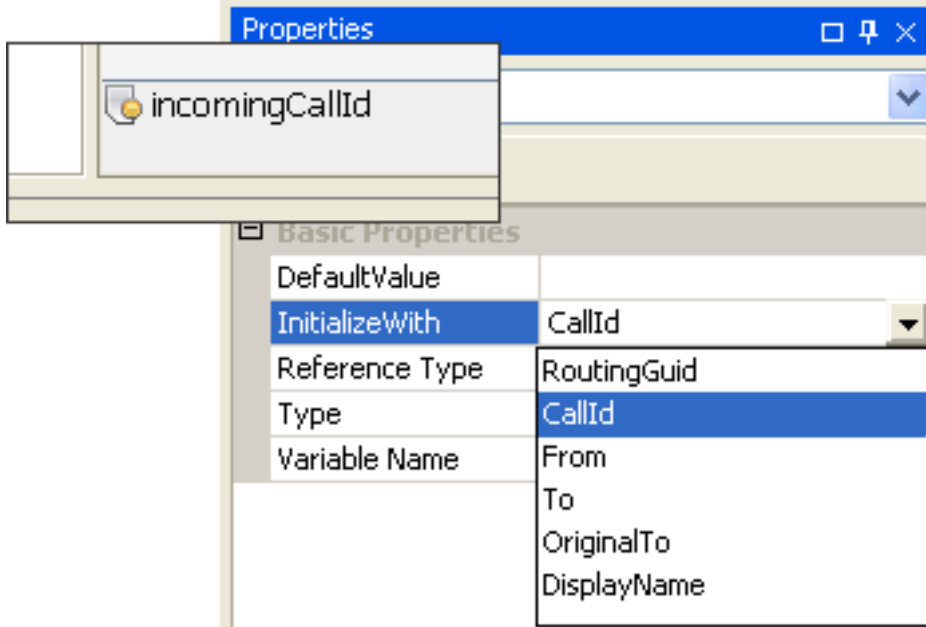 Properties
incomingCallId
Basic Properties
DefaultValue
InitializeWith CallId
Reference Type RoutingGuid
Type CallId
Variable Name From
To
OriginalTo
DisplayName